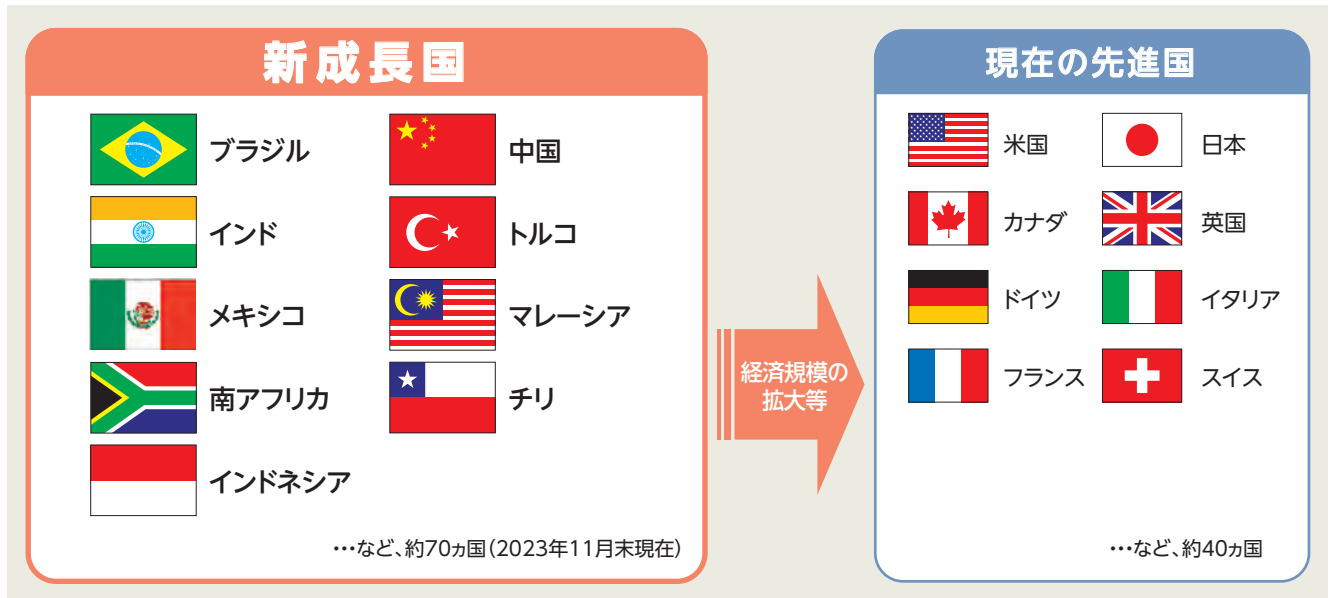 新成長国
ブラジル
中国
インド
トルコ
メキシコ
マレーシア
南アフリカ
チリ
インドネシア
…など、約70ヵ国（2023年11月末現在）
経済規模の
拡大等
現在の先進国
米国
日本
カナダ
英国
ドイツ
イタリア
フランス
スイス
…など、約40ヵ国